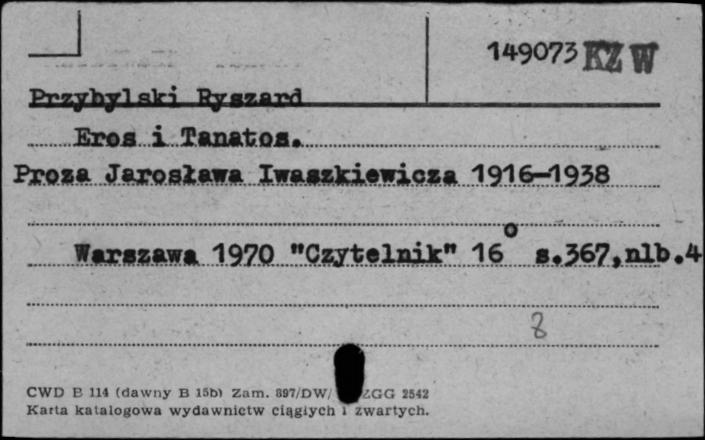 149073 KZ W
Przybylski Ryszard
Eros i Tanatos.
Proza Jarosława Iwaszkiewicza 1916-1938
Warszawa 1970 "Czytelnik" 16° s.367,nlb.4
8
CWD B 114 (dawny B 15b) Zam. 897/DW/ ZGG 2542
Karta katalogowa wydawnictw ciągłych i zwartych.